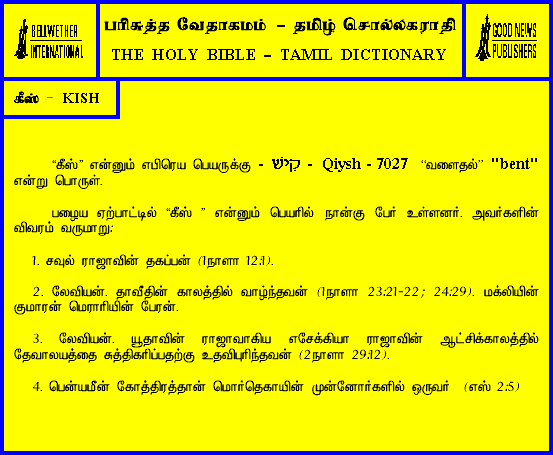 BELLWETHER
INTERNATIONAL
பரிசுத்த வேதாகமம் – தமிழ் சொல்லகராதி
THE HOLY BIBLE – TAMIL DICTIONARY
GOOD NEWS
PUBLISHERS
கீஸ் – KISH
“கீஸ்” என்னும் எபிரெய பெயருக்கு - קִישׁ - Qiysh - 7027 “வளைதல்” "bent"
என்று பொருள்.
பழைய ஏற்பாட்டில் “கீஸ் ” என்னும் பெயரில் நான்கு பேர் உள்ளனர். அவர்களின்
விவரம் வருமாறு:
1. சவுல் ராஜாவின் தகப்பன் (1நாளா 12:1).
2. லேவியன். தாவீதின் காலத்தில் வாழ்ந்தவன் (1நாளா 23:21-22; 24:29). மக்லியின்
குமாரன் மெராரியின் பேரன்.
3. லேவியன். யூதாவின் ராஜாவாகிய எசேக்கியா ராஜாவின் ஆட்சிக்காலத்தில்
தேவாலயத்தை சுத்திகரிப்பதற்கு உதவிபுரிந்தவன் (2நாளா 29:12).
4. பென்யமீன் கோத்திரத்தான் மொர்தெகாயின் முன்னோர்களில் ஒருவர் (எஸ் 2:5)